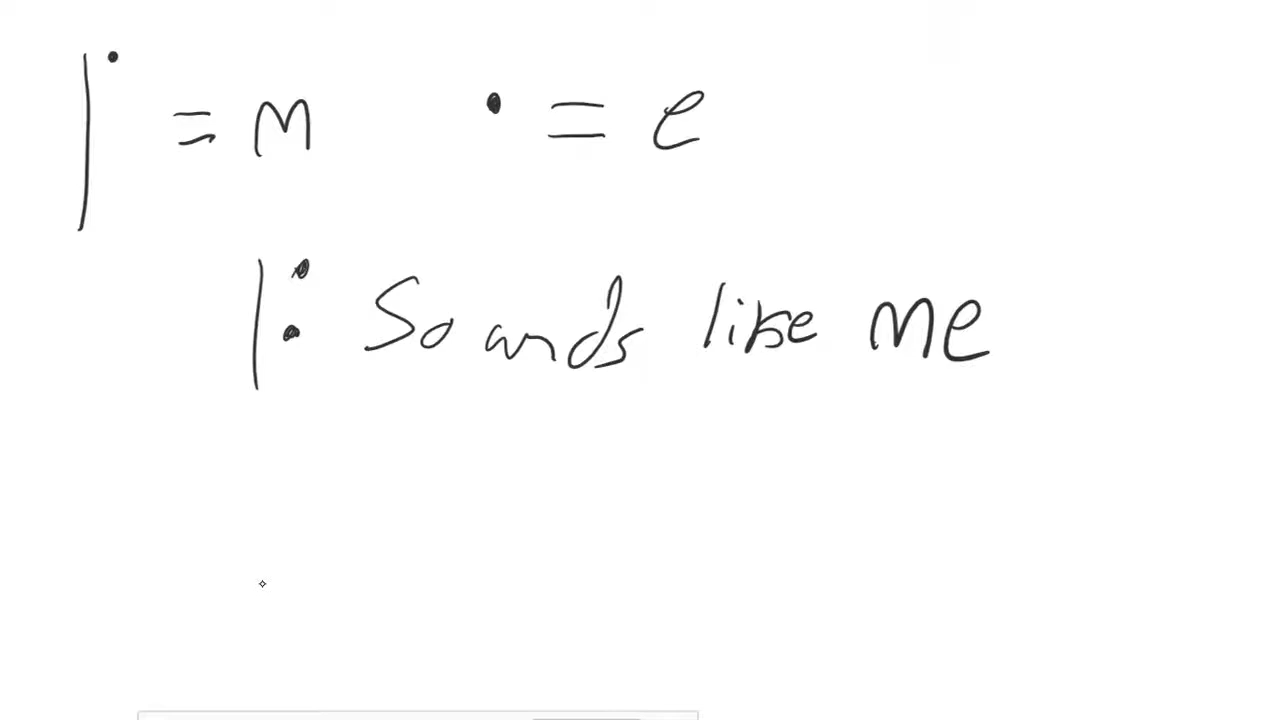 |• = m • = e
|: Sounds like me